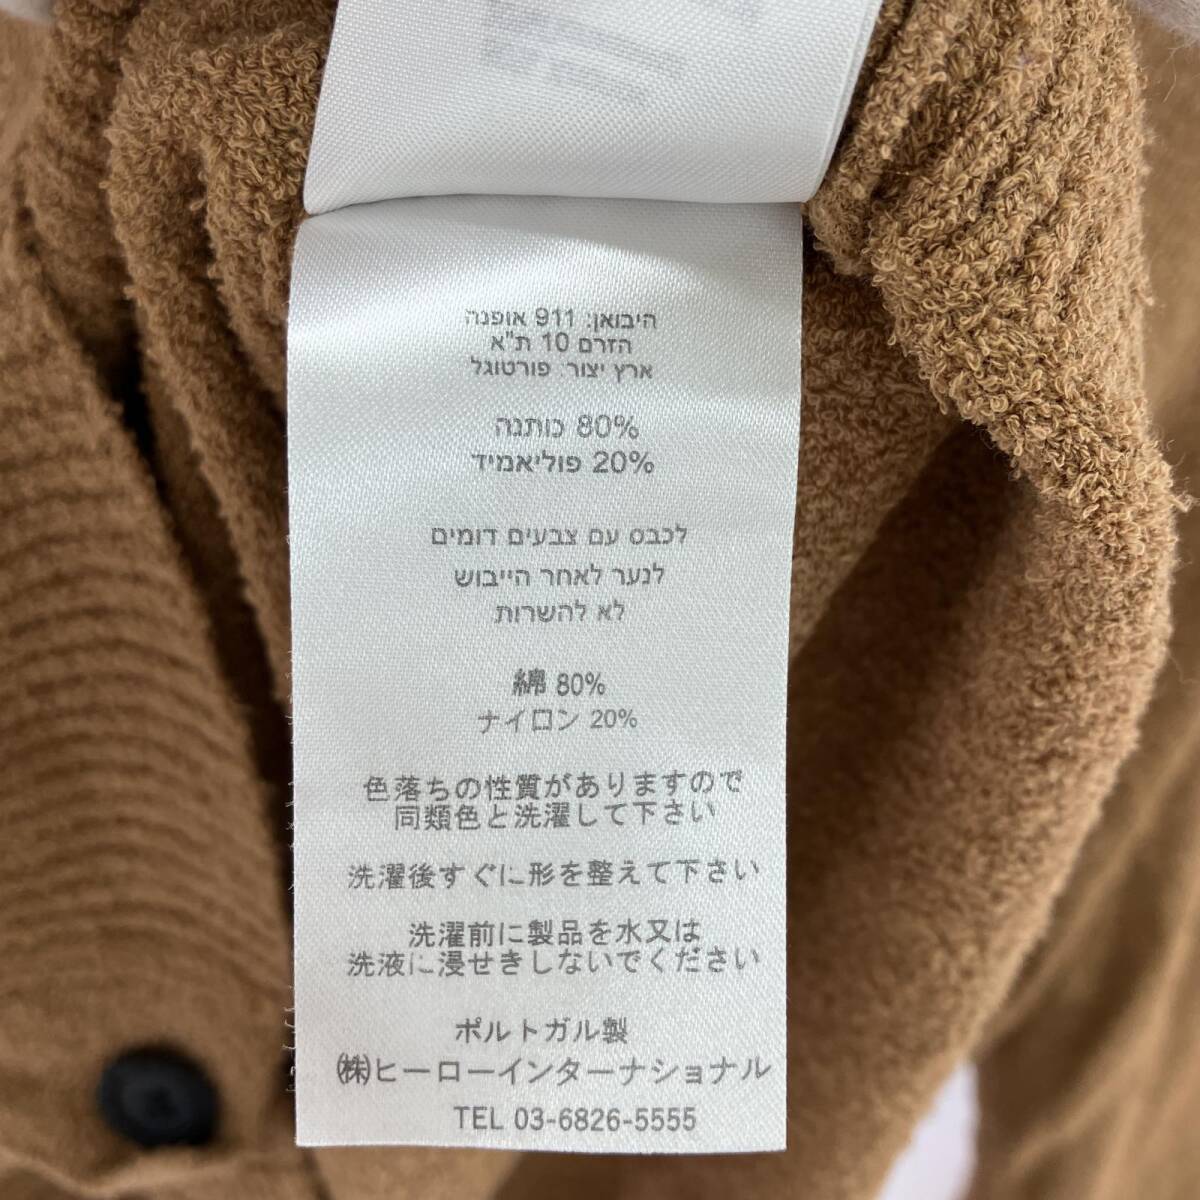 היבואן: 911 אופנה
הזרם 10 ת"א
ארץ יצור: פורטוגל
80% כותנה
20% פוליאמיד
לכבס עם צבעים דומים
לנער לאחר הייבוש
לא להשרות
綿 80%
ナイロン 20%
色落ちの性質がありますので
同類色と洗濯して下さい
洗濯後すぐに形を整えて下さい
洗濯前に製品を水又は
洗液に浸せきしないでください
ポルトガル製
㈱ヒーローインターナショナル
TEL 03-6826-5555